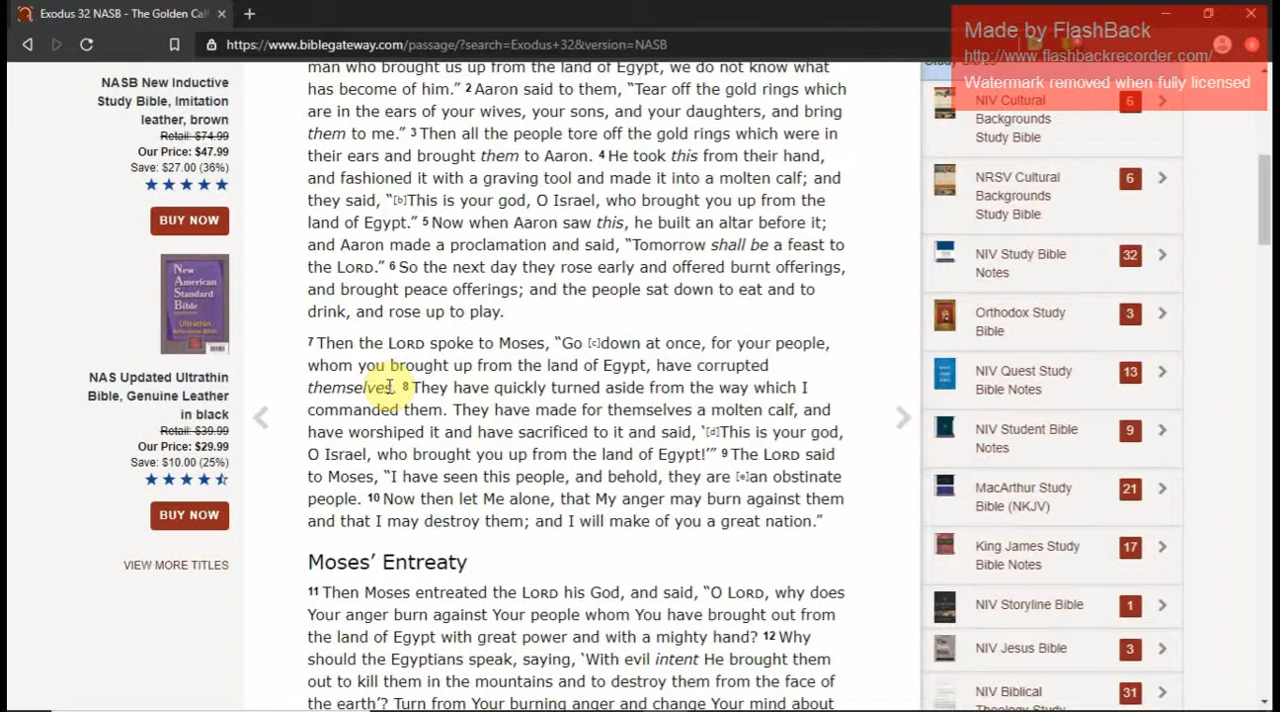 Exodus 32 NASB - The Golden Cal
https://www.biblegateway.com/passage/?search=Exodus+32&version=NASB
Made by FlashBack
http://www.flashbackrecorder.com/
Watermark removed when fully licensed
NASB New Inductive
Study Bible, Imitation
leather, brown
Retail: $74.99
Our Price: $47.99
Save: $27.00 (36%)
BUY NOW
New
American
Standard
Bible
NAS Updated Ultrathin
Bible, Genuine Leather
in black
Retail: $39.99
Our Price: $29.99
Save: $10.00 (25%)
BUY NOW
VIEW MORE TITLES
man who brought us up from the land of Egypt, we do not know what
has become of him.” 2 Aaron said to them, “Tear off the gold rings which
are in the ears of your wives, your sons, and your daughters, and bring
them to me.” 3 Then all the people tore off the gold rings which were in
their ears and brought them to Aaron. 4 He took this from their hand,
and fashioned it with a graving tool and made it into a molten calf; and
they said, “[b]This is your god, O Israel, who brought you up from the
land of Egypt.” 5 Now when Aaron saw this, he built an altar before it;
and Aaron made a proclamation and said, “Tomorrow shall be a feast to
the LORD.” 6 So the next day they rose early and offered burnt offerings,
and brought peace offerings; and the people sat down to eat and to
drink, and rose up to play.
7 Then the LORD spoke to Moses, “Go [c]down at once, for your people,
whom you brought up from the land of Egypt, have corrupted
themselves. 8 They have quickly turned aside from the way which I
commanded them. They have made for themselves a molten calf, and
have worshiped it and have sacrificed to it and said, ‘[d]This is your god,
O Israel, who brought you up from the land of Egypt!’” 9 The LORD said
to Moses, “I have seen this people, and behold, they are [e]an obstinate
people. 10 Now then let Me alone, that My anger may burn against them
and that I may destroy them; and I will make of you a great nation.”
Moses’ Entreaty
11 Then Moses entreated the LORD his God, and said, “O LORD, why does
Your anger burn against Your people whom You have brought out from
the land of Egypt with great power and with a mighty hand? 12 Why
should the Egyptians speak, saying, ‘With evil intent He brought them
out to kill them in the mountains and to destroy them from the face of
the earth’? Turn from Your burning anger and change Your mind about
NIV Cultural
Backgrounds
Study Bible
6
NRSV Cultural
Backgrounds
Study Bible
6
NIV Study Bible
Notes
32
Orthodox Study
Bible
3
NIV Quest Study
Bible Notes
13
NIV Student Bible
Notes
9
MacArthur Study
Bible (NKJV)
21
King James Study
Bible Notes
17
NIV Storyline Bible
1
NIV Jesus Bible
3
NIV Biblical
Theology Study
31